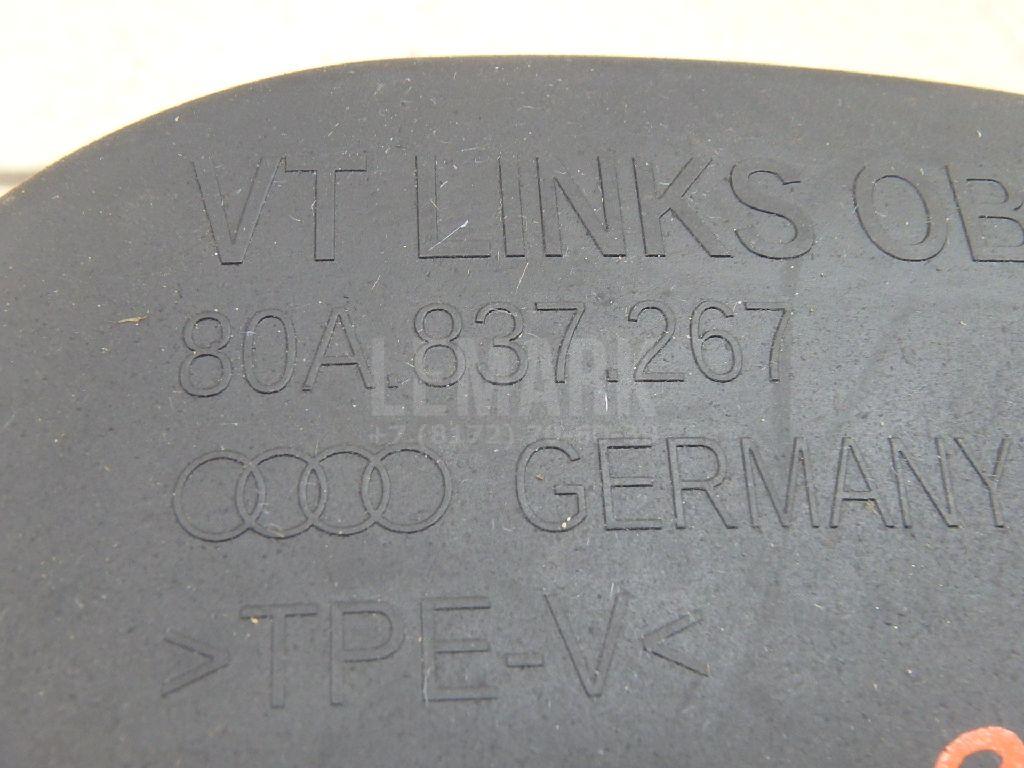 VT LINKS OB
80A.837.267
LEMARK
GERMANY
>TPE-V<